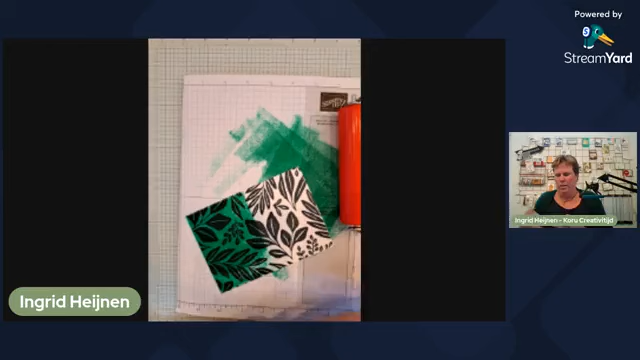 Powered by
StreamYard
Ingrid Heijnen - Koru Creativitijd
Ingrid Heijnen